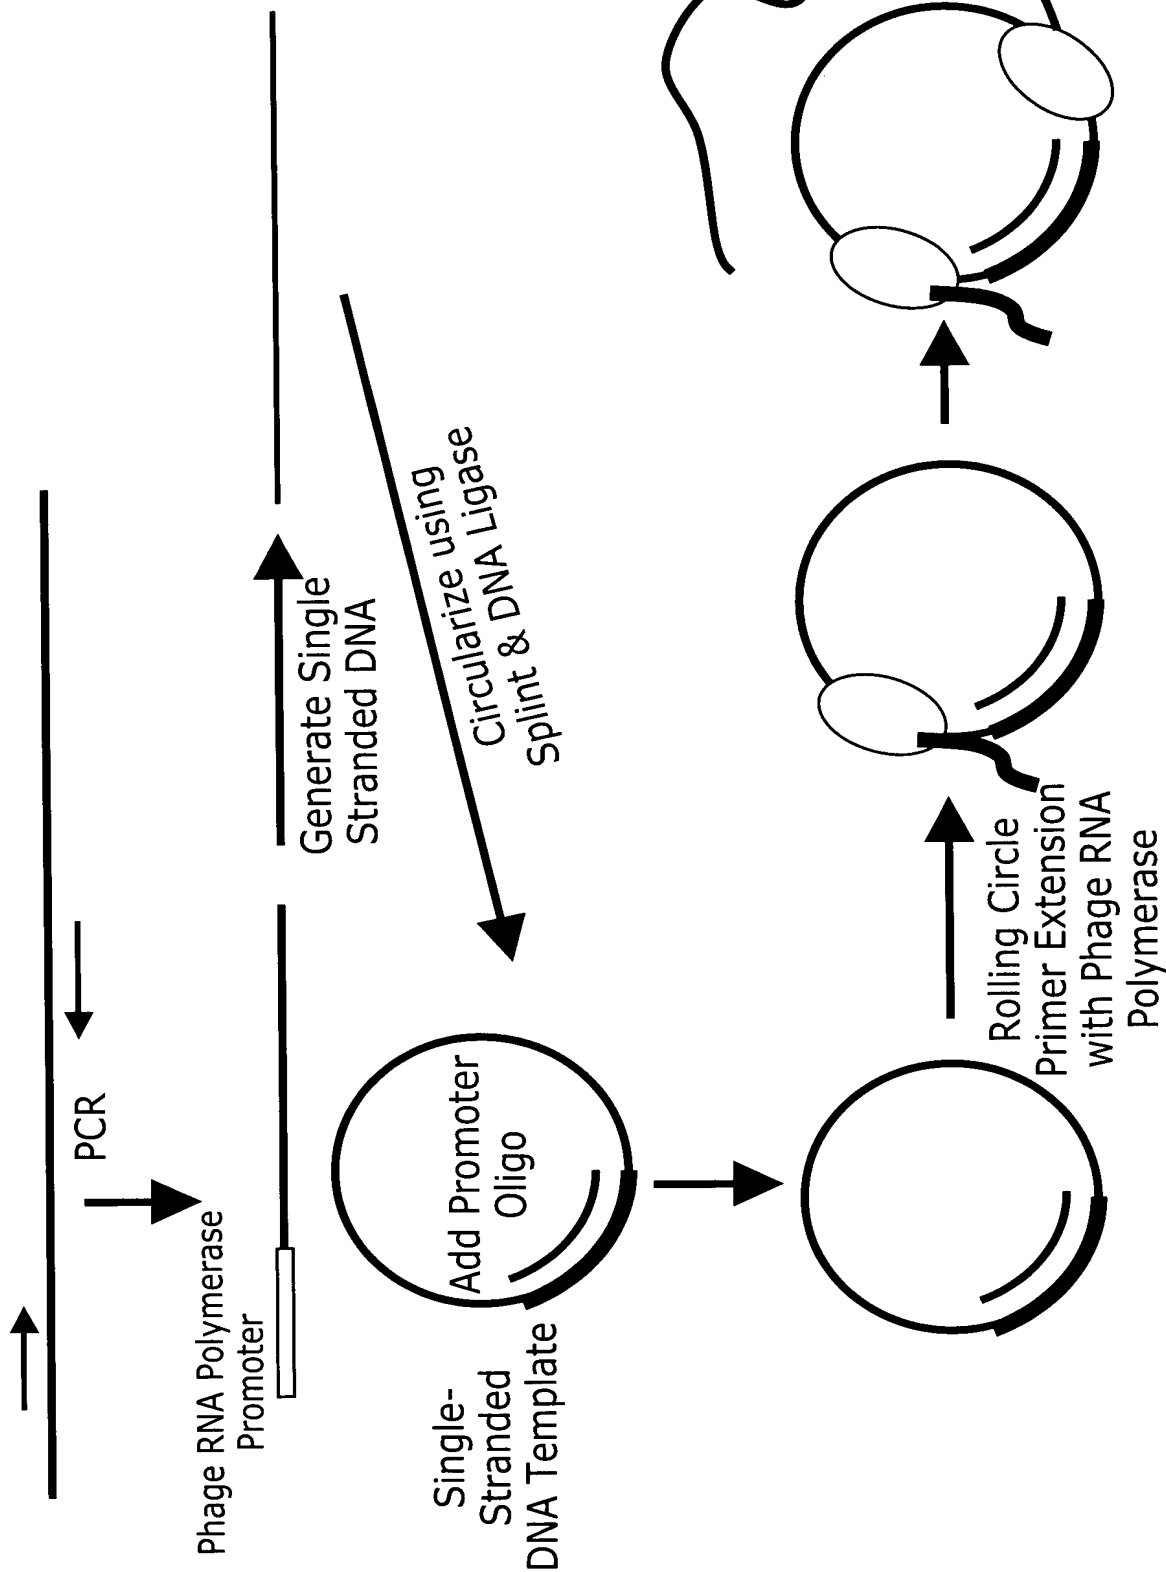 PCR
Phage RNA Polymerase
Promoter
Generate Single
Stranded DNA
Circularize using
Splint & DNA Ligase
Single-
Stranded
DNA Template
Add Promoter
Oligo
Rolling Circle
Primer Extension
with Phage RNA
Polymerase